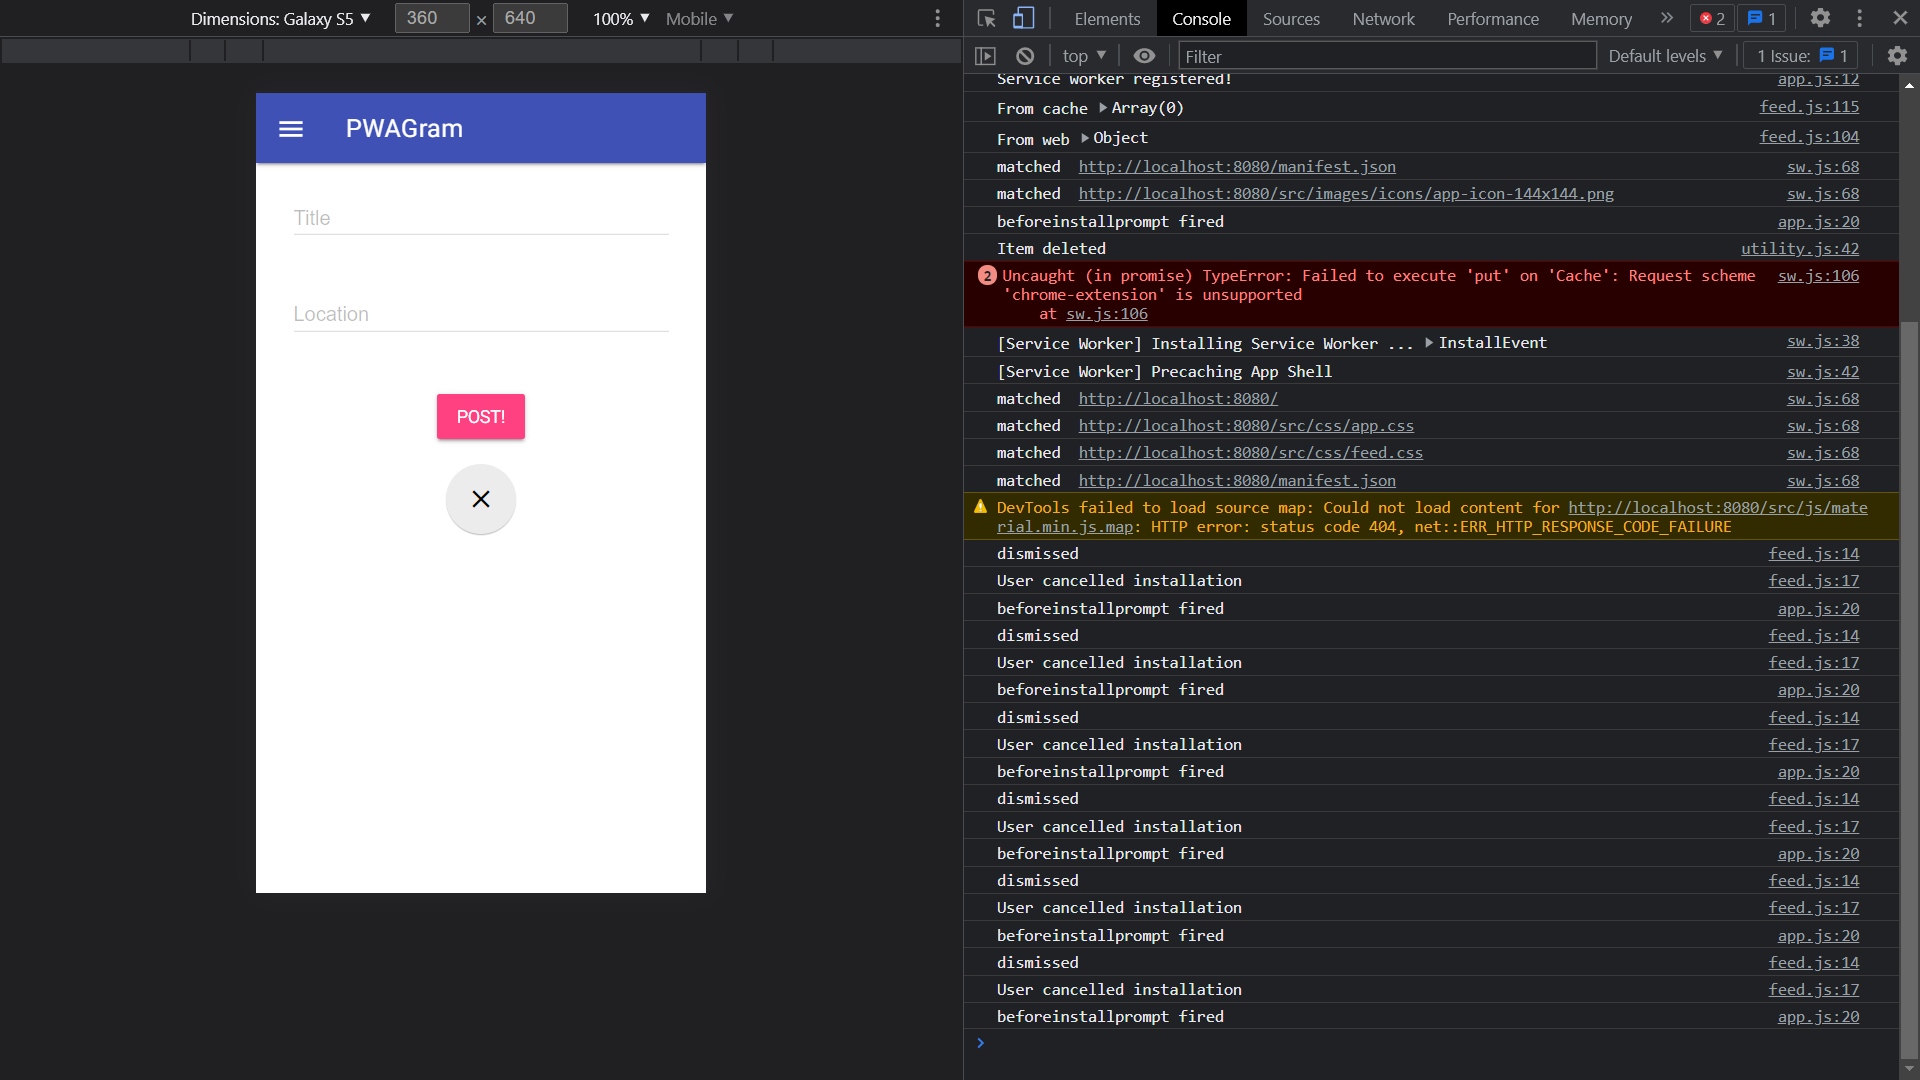 Dimensions: Galaxy S5 ▼ 360 × 640 100% ▼ Mobile ▼
PWAGram
Title
Location
POST!
Elements Console Sources Network Performance Memory » 2 1
top ▼ Filter Default levels ▼ 1 Issue: 1
Service worker registered! app.js:12
From cache ▶Array(0) feed.js:115
From web ▶Object feed.js:104
matched http://localhost:8080/manifest.json sw.js:68
matched http://localhost:8080/src/images/icons/app-icon-144x144.png sw.js:68
beforeinstallprompt fired app.js:20
Item deleted utility.js:42
2 Uncaught (in promise) TypeError: Failed to execute 'put' on 'Cache': Request scheme sw.js:106
'chrome-extension' is unsupported
at sw.js:106
[Service Worker] Installing Service Worker ... ▶InstallEvent sw.js:38
[Service Worker] Precaching App Shell sw.js:42
matched http://localhost:8080/ sw.js:68
matched http://localhost:8080/src/css/app.css sw.js:68
matched http://localhost:8080/src/css/feed.css sw.js:68
matched http://localhost:8080/manifest.json sw.js:68
DevTools failed to load source map: Could not load content for http://localhost:8080/src/js/mate
rial.min.js.map: HTTP error: status code 404, net::ERR_HTTP_RESPONSE_CODE_FAILURE
dismissed feed.js:14
User cancelled installation feed.js:17
beforeinstallprompt fired app.js:20
dismissed feed.js:14
User cancelled installation feed.js:17
beforeinstallprompt fired app.js:20
dismissed feed.js:14
User cancelled installation feed.js:17
beforeinstallprompt fired app.js:20
dismissed feed.js:14
User cancelled installation feed.js:17
beforeinstallprompt fired app.js:20
dismissed feed.js:14
User cancelled installation feed.js:17
beforeinstallprompt fired app.js:20
dismissed feed.js:14
User cancelled installation feed.js:17
beforeinstallprompt fired app.js:20